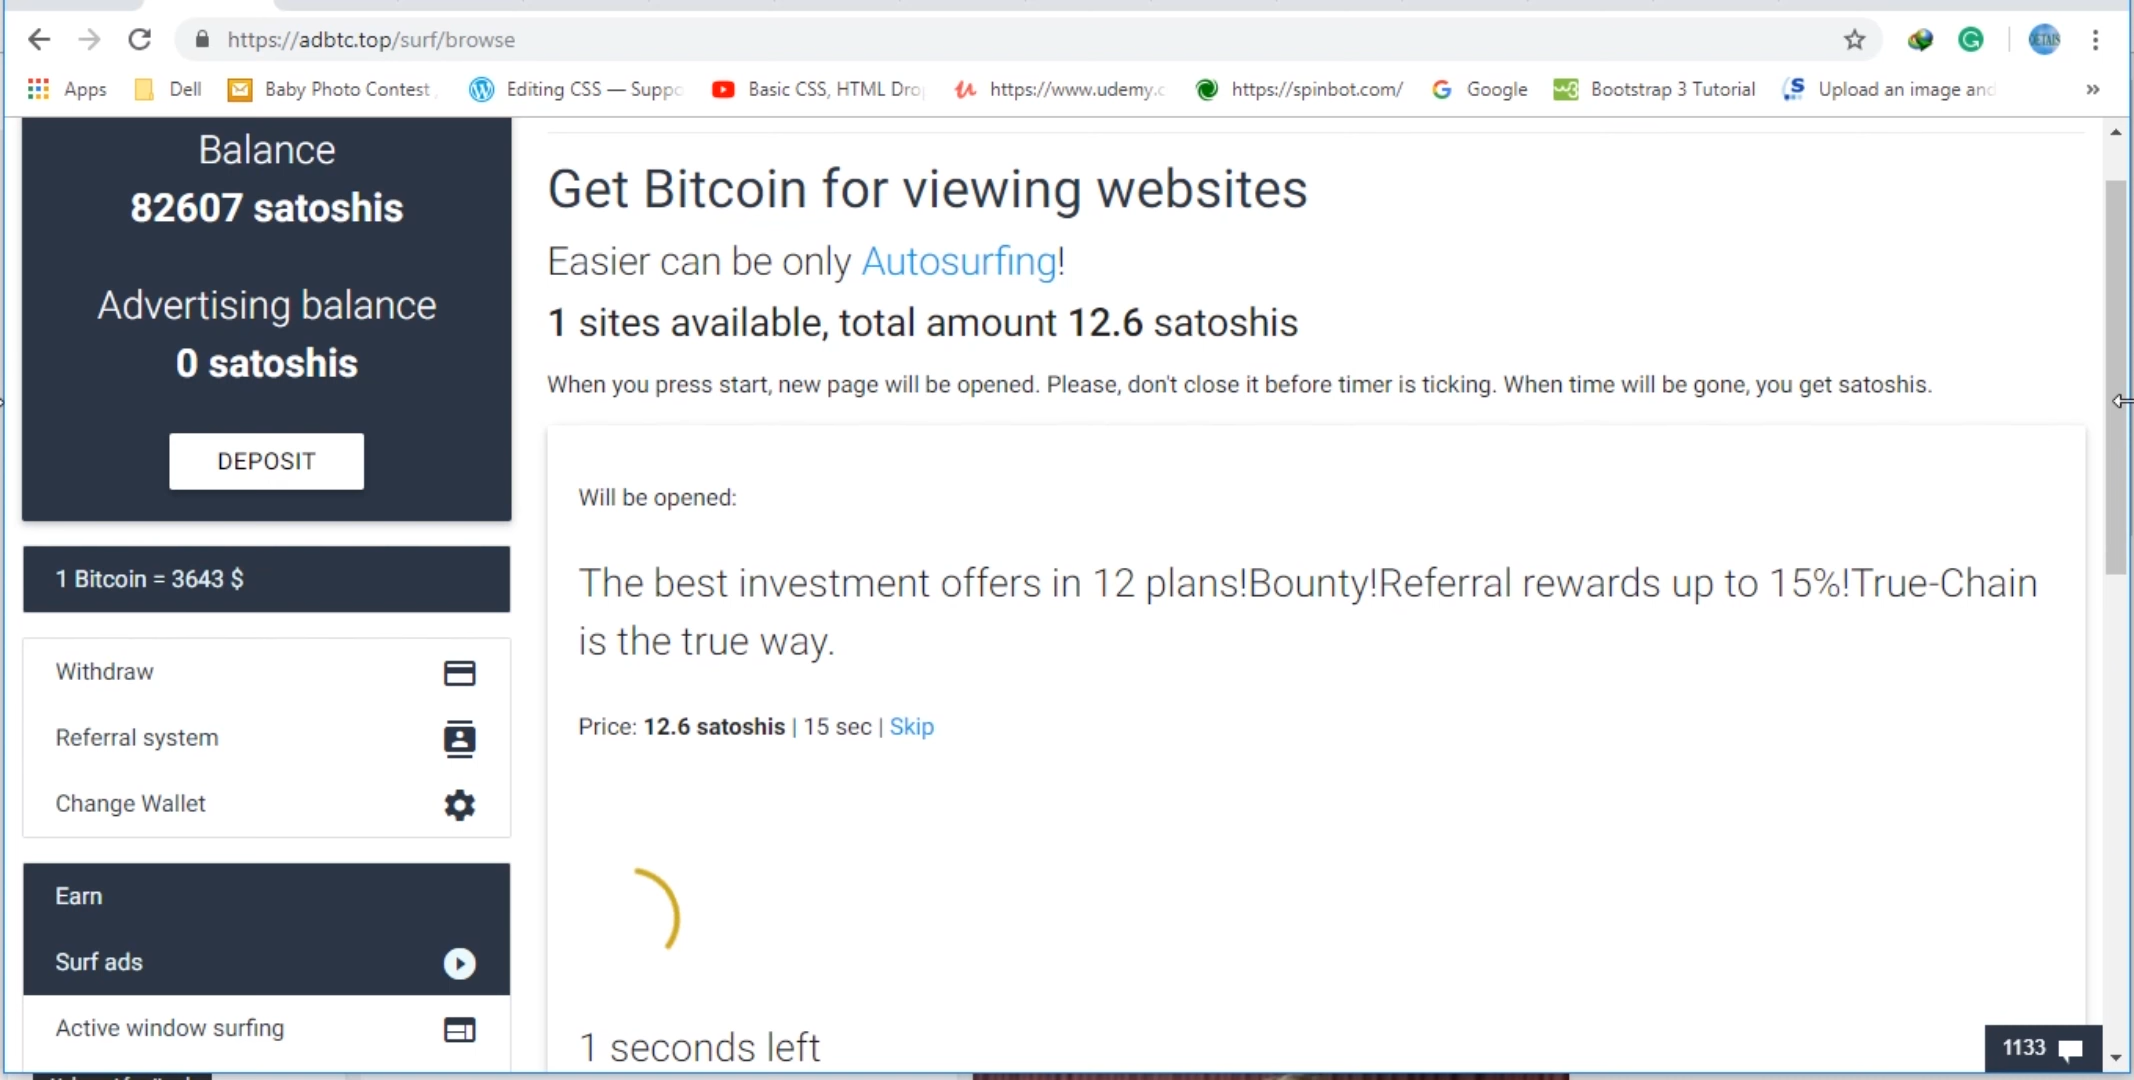 https://adbtc.top/surf/browse
Apps Dell Baby Photo Contest Editing CSS — Suppo Basic CSS, HTML Dro https://www.udemy.c https://spinbot.com/ Google Bootstrap 3 Tutorial Upload an image and »
Balance
82607 satoshis
Advertising balance
0 satoshis
DEPOSIT
1 Bitcoin = 3643 $
Withdraw
Referral system
Change Wallet
Earn
Surf ads
Active window surfing
Get Bitcoin for viewing websites
Easier can be only Autosurfing!
1 sites available, total amount 12.6 satoshis
When you press start, new page will be opened. Please, don't close it before timer is ticking. When time will be gone, you get satoshis.
Will be opened:
The best investment offers in 12 plans!Bounty!Referral rewards up to 15%!True-Chain
is the true way.
Price: 12.6 satoshis | 15 sec | Skip
1 seconds left
1133